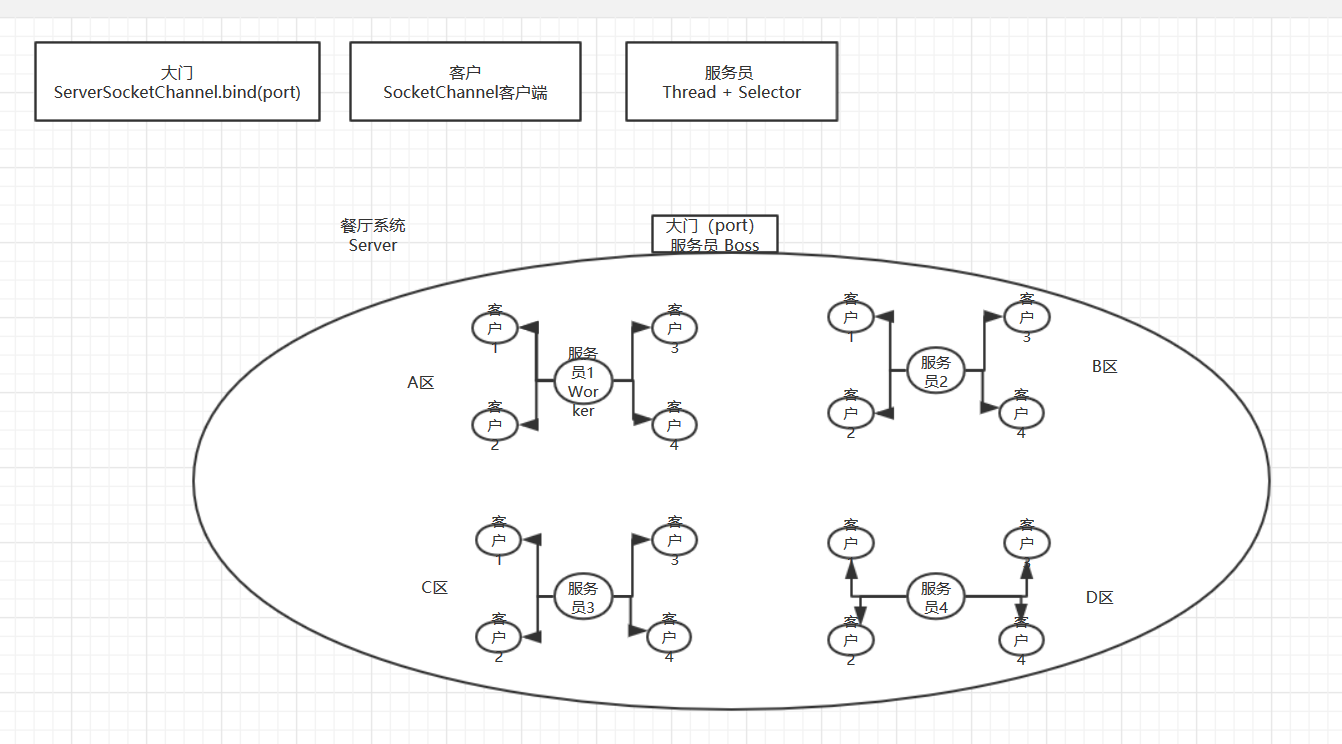 大门
ServerSocketChannel.bind(port)
客户
SocketChannel客户端
服务员
Thread + Selector
餐厅系统
Server
大门（port）
服务员 Boss
A区
客
户
1
客
户
2
服务
员1
Wor
ker
客
户
3
客
户
4
客
户
1
客
户
2
服务
员2
客
户
3
客
户
4
B区
C区
客
户
1
客
户
2
服务
员3
客
户
3
客
户
4
客
户
客
户
2
服务
员4
客
户
3
客
户
4
D区